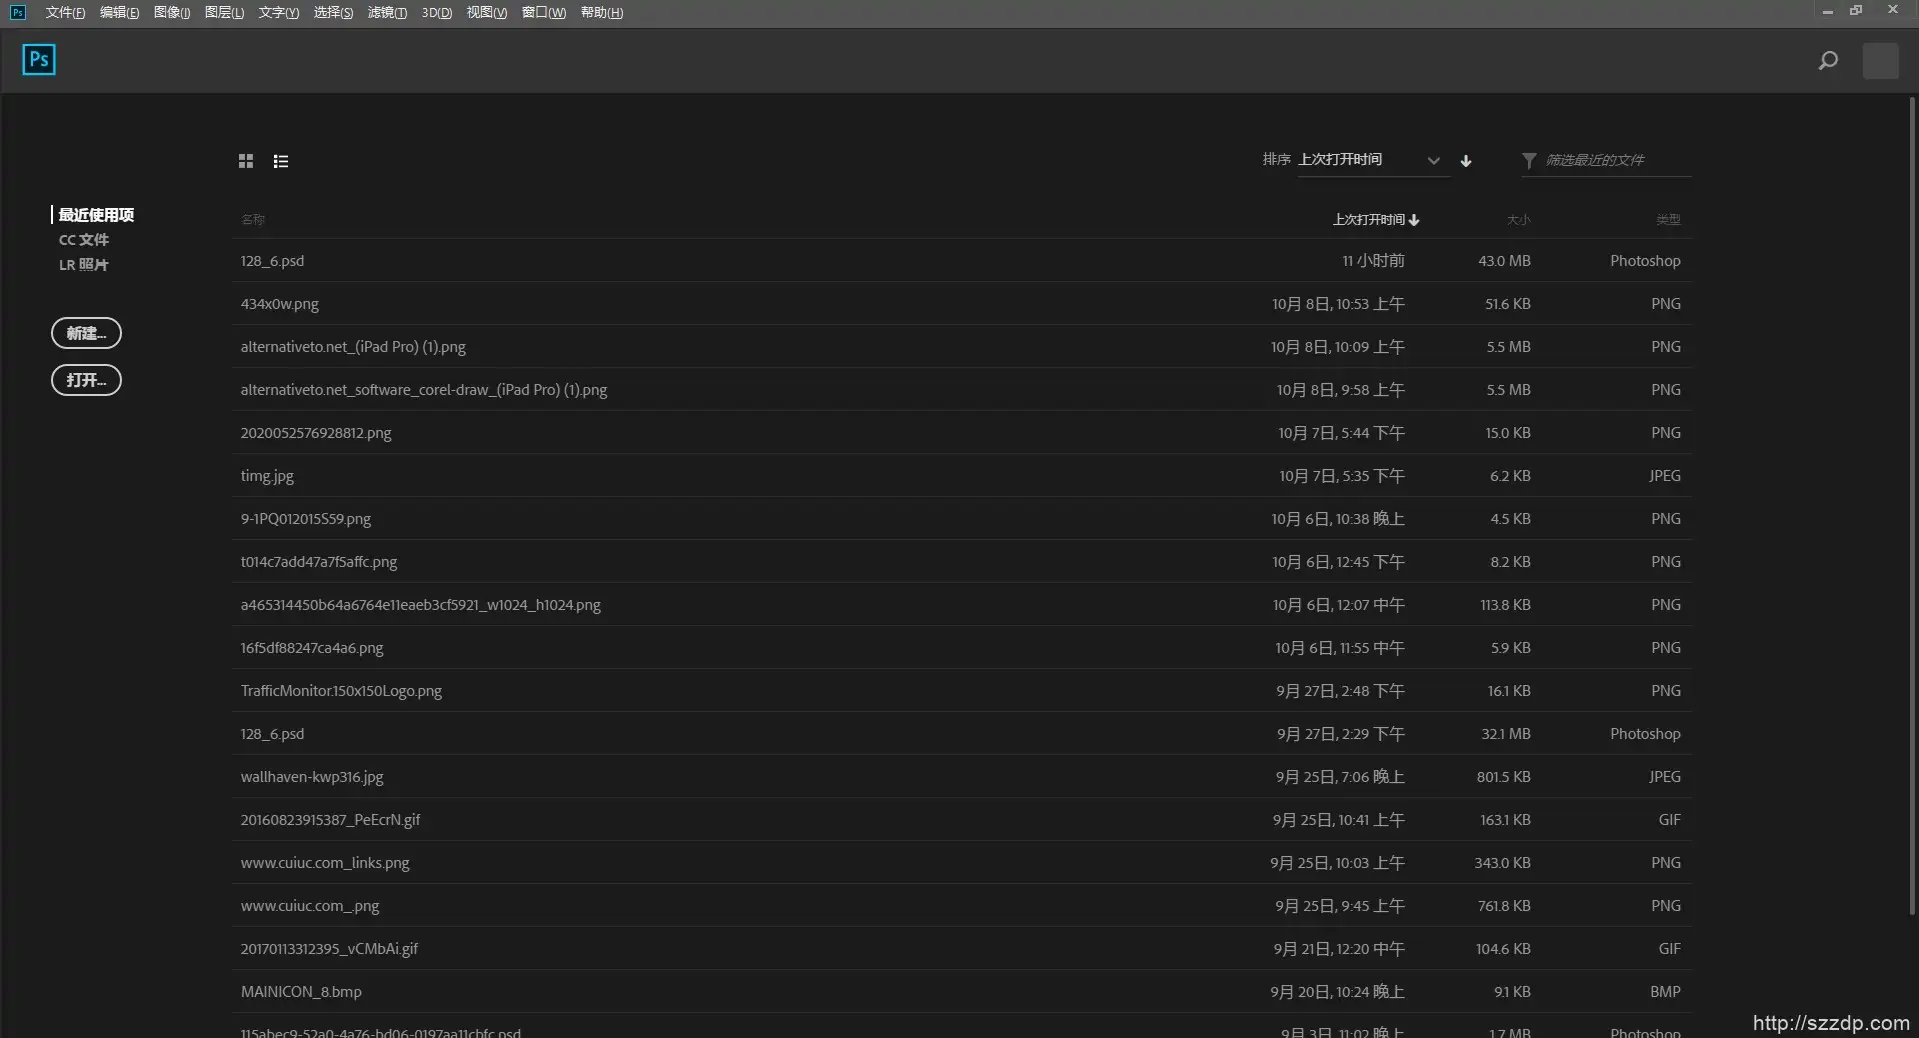 Ps 文件(F) 编辑(E) 图像(I) 图层(L) 文字(Y) 选择(S) 滤镜(T) 3D(D) 视图(V) 窗口(W) 帮助(H)
Ps
排序 上次打开时间 筛选最近的文件
最近使用项
CC 文件
LR 照片
新建...
打开...
名称 上次打开时间 大小 类型
128_6.psd 11 小时前 43.0 MB Photoshop
434x0w.png 10月 8日, 10:53 上午 51.6 KB PNG
alternativeto.net_(iPad Pro) (1).png 10月 8日, 10:09 上午 5.5 MB PNG
alternativeto.net_software_corel-draw_(iPad Pro) (1).png 10月 8日, 9:58 上午 5.5 MB PNG
2020052576928812.png 10月 7日, 5:44 下午 15.0 KB PNG
timg.jpg 10月 7日, 5:35 下午 6.2 KB JPEG
9-1PQ012015S59.png 10月 6日, 10:38 晚上 4.5 KB PNG
t014c7add47a7f5affc.png 10月 6日, 12:45 下午 8.2 KB PNG
a465314450b64a6764e11eaeb3cf5921_w1024_h1024.png 10月 6日, 12:07 中午 113.8 KB PNG
16f5df88247ca4a6.png 10月 6日, 11:55 中午 5.9 KB PNG
TrafficMonitor.150x150Logo.png 9月 27日, 2:48 下午 16.1 KB PNG
128_6.psd 9月 27日, 2:29 下午 32.1 MB Photoshop
wallhaven-kwp316.jpg 9月 25日, 7:06 晚上 801.5 KB JPEG
20160823915387_PeEcrN.gif 9月 25日, 10:41 上午 163.1 KB GIF
www.cuiuc.com_links.png 9月 25日, 10:03 上午 343.0 KB PNG
www.cuiuc.com_.png 9月 25日, 9:45 上午 761.8 KB PNG
20170113312395_vCMbAi.gif 9月 21日, 12:20 中午 104.6 KB GIF
MAINICON_8.bmp 9月 20日, 10:24 晚上 9.1 KB BMP
115abec9-52a0-4a76-bd06-0197aa11cbfc.psd 9月 3日, 11:02 晚上 1.7 MB Photoshop
http://szzdp.com